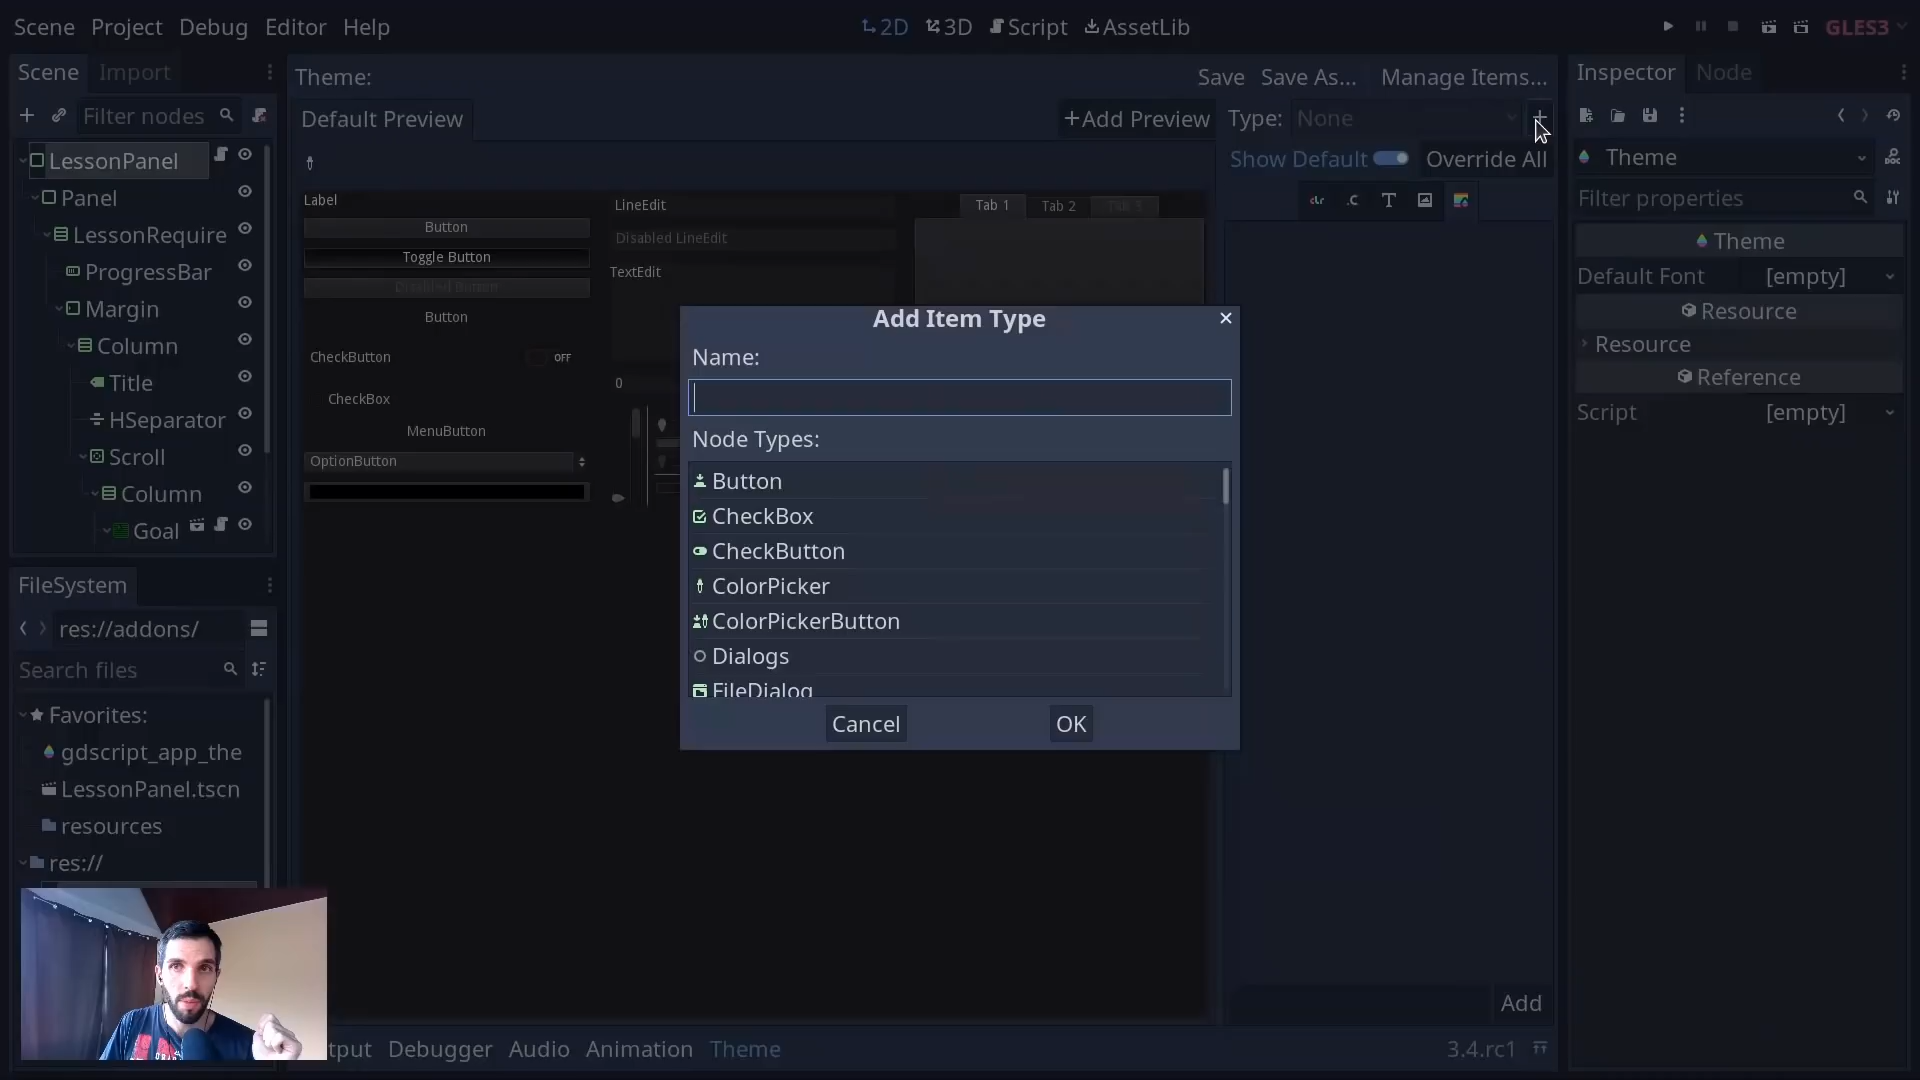 Scene Project Debug Editor Help
2D 3D Script AssetLib
GLES3
Scene Import
Filter nodes
LessonPanel
Panel
LessonRequire
ProgressBar
Margin
Column
Title
HSeparator
Scroll
Column
Goal
FileSystem
res://addons/
Search files
Favorites:
gdscript_app_the
LessonPanel.tscn
resources
res://
Theme:
Save Save As... Manage Items...
Default Preview
+Add Preview
Type: None
Show Default Override All
Label
Button
Toggle Button
Disabled Button
Button
CheckButton OFF
CheckBox
MenuButton
OptionButton
LineEdit
Disabled LineEdit
TextEdit
0
Tab 1 Tab 2 Tab 3
Add Item Type
Name:
Node Types:
Button
CheckBox
CheckButton
ColorPicker
ColorPickerButton
Dialogs
FileDialog
Cancel OK
Add
tput Debugger Audio Animation Theme
3.4.rc1
Inspector Node
Theme
Filter properties
Theme
Default Font [empty]
Resource
Resource
Reference
Script [empty]